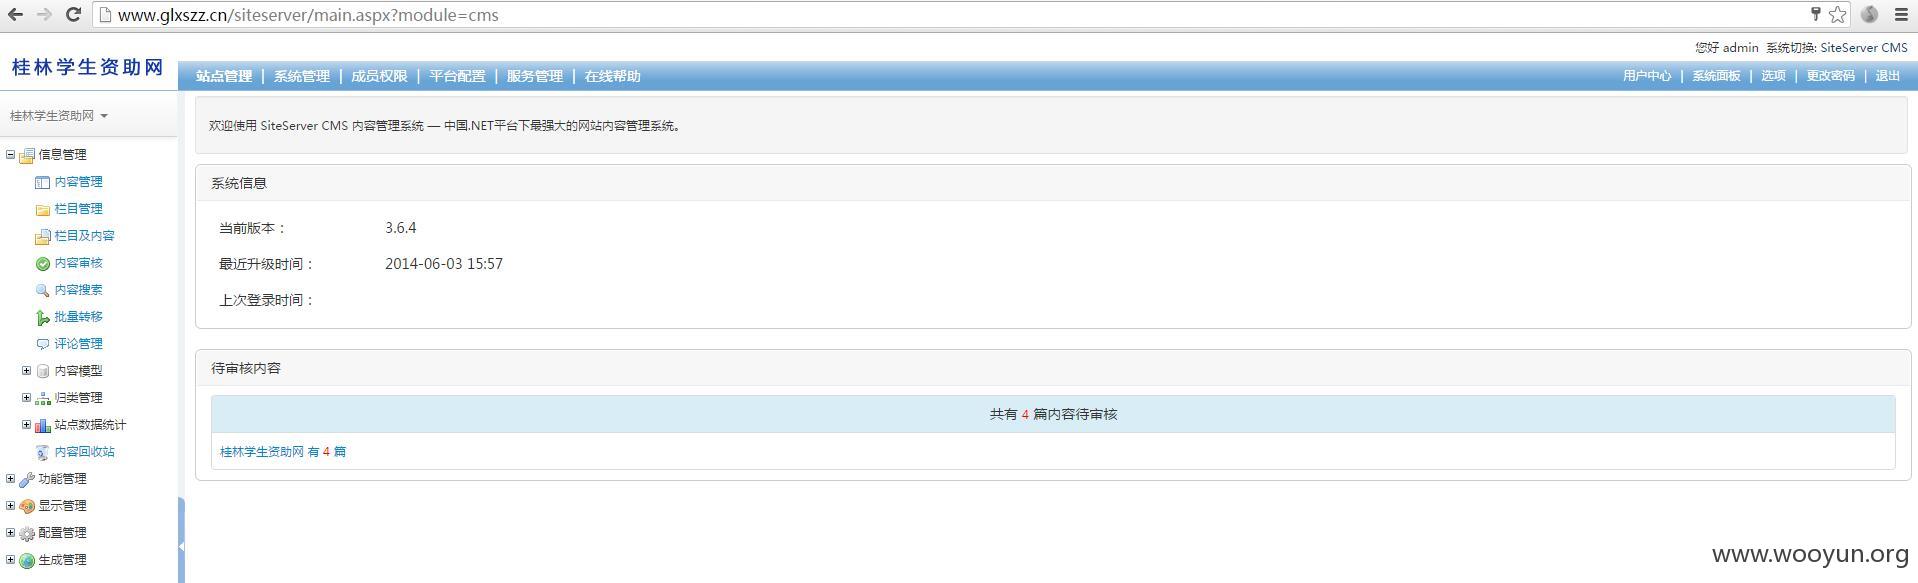 www.glxszz.cn/siteserver/main.aspx?module=cms
您好 admin 系统切换: SiteServer CMS
桂林学生资助网
站点管理 | 系统管理 | 成员权限 | 平台配置 | 服务管理 | 在线帮助
用户中心 | 系统面板 | 选项 | 更改密码 | 退出
桂林学生资助网
信息管理
内容管理
栏目管理
栏目及内容
内容审核
内容搜索
批量转移
评论管理
内容模型
归类管理
站点数据统计
内容回收站
功能管理
显示管理
配置管理
生成管理
欢迎使用 SiteServer CMS 内容管理系统 — 中国.NET平台下最强大的网站内容管理系统。
系统信息
当前版本： 3.6.4
最近升级时间： 2014-06-03 15:57
上次登录时间：
待审核内容
共有 4 篇内容待审核
桂林学生资助网 有 4 篇
www.wooyun.org